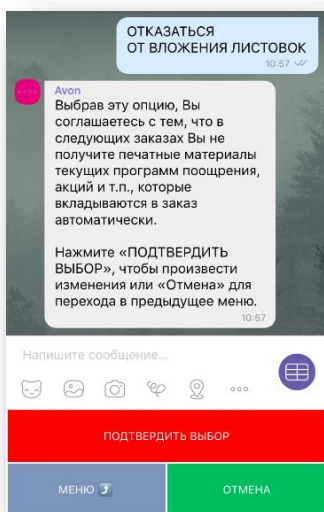 ОТКАЗАТЬСЯ
ОТ ВЛОЖЕНИЯ ЛИСТОВОК
10:57
AVON
Avon
Выбрав эту опцию, Вы
соглашаетесь с тем, что в
следующих заказах Вы не
получите печатные материалы
текущих программ поощрения,
акций и т.п., которые
вкладываются в заказ
автоматически.
Нажмите «ПОДТВЕРДИТЬ
ВЫБОР», чтобы произвести
изменения или «Отмена» для
перехода в предыдущее меню.
10:57
Напишите сообщение...
ПОДТВЕРДИТЬ ВЫБОР
МЕНЮ
ОТМЕНА